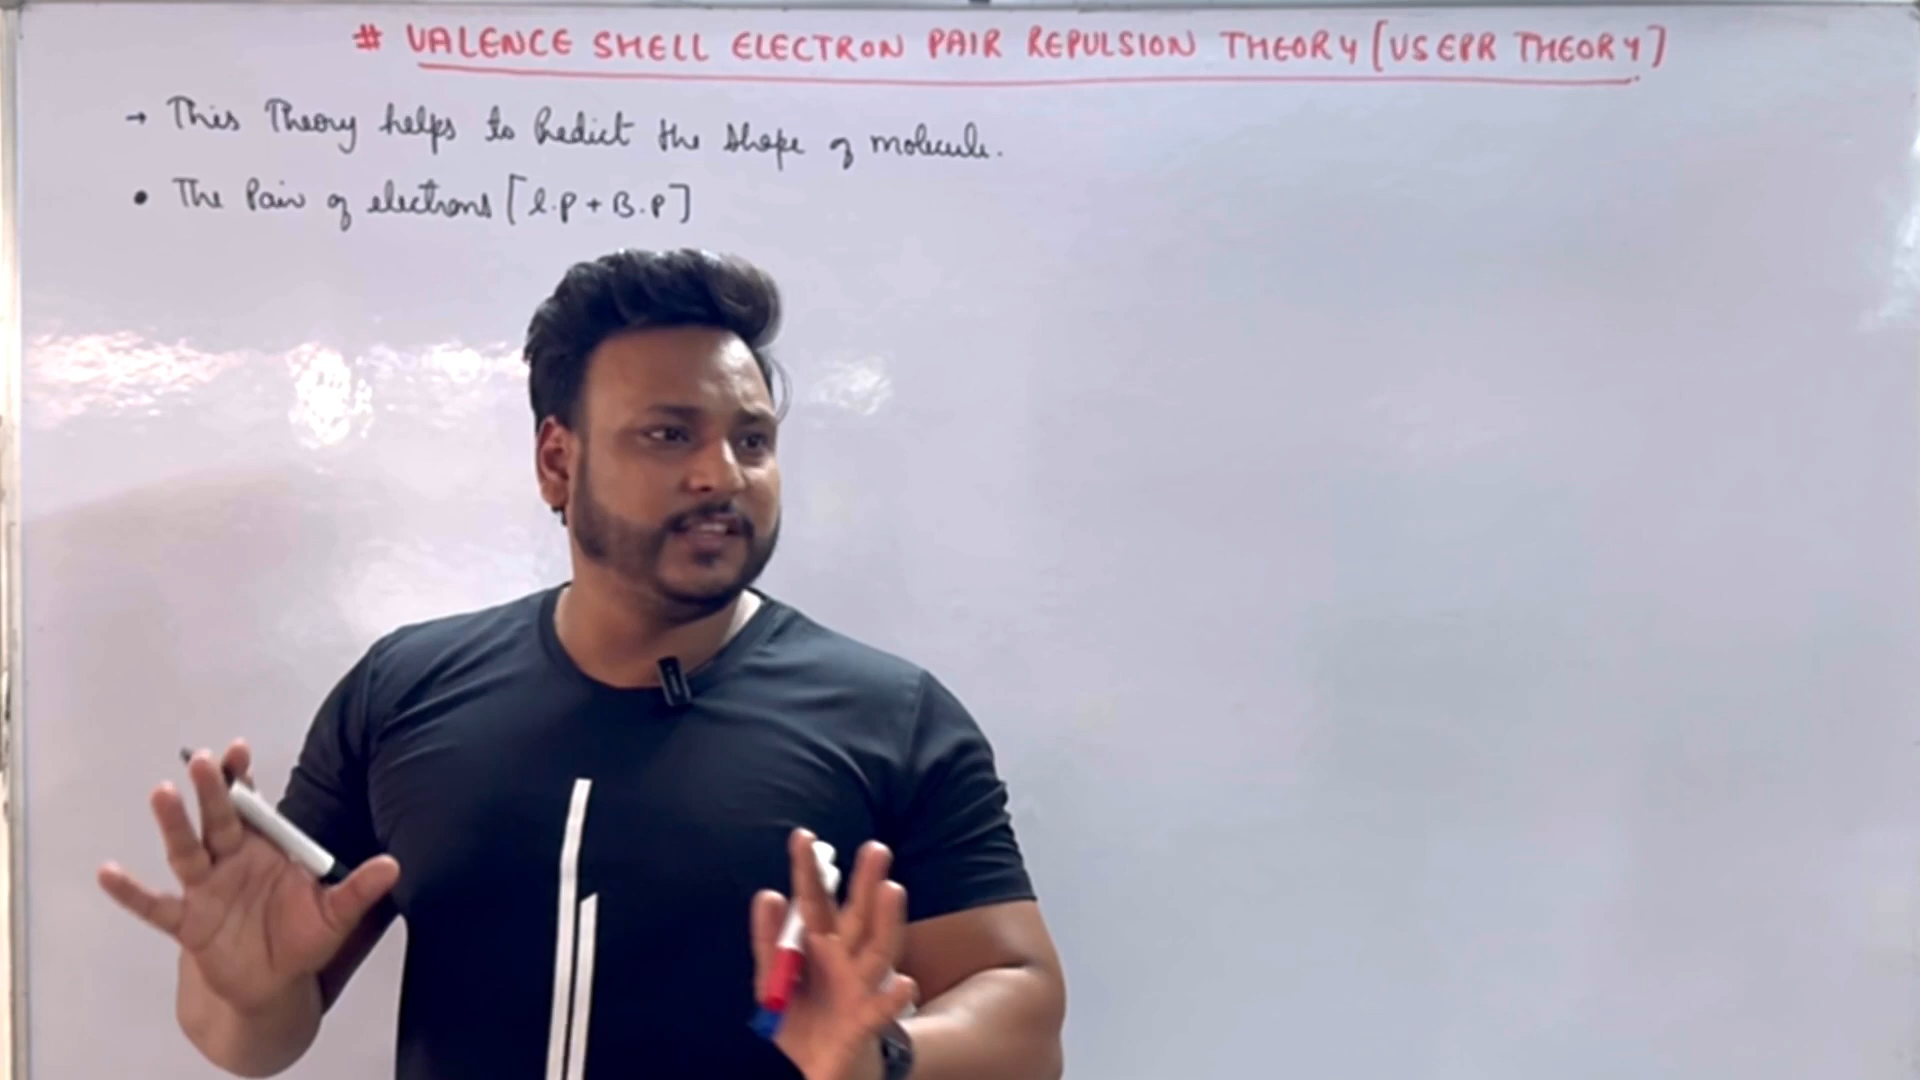 # VALENCE SHELL ELECTRON PAIR REPULSION THEORY [VSEPR THEORY]
→ This Theory helps to Predict the shape of molecule.
• The Pair of electrons [l.p + B.P]